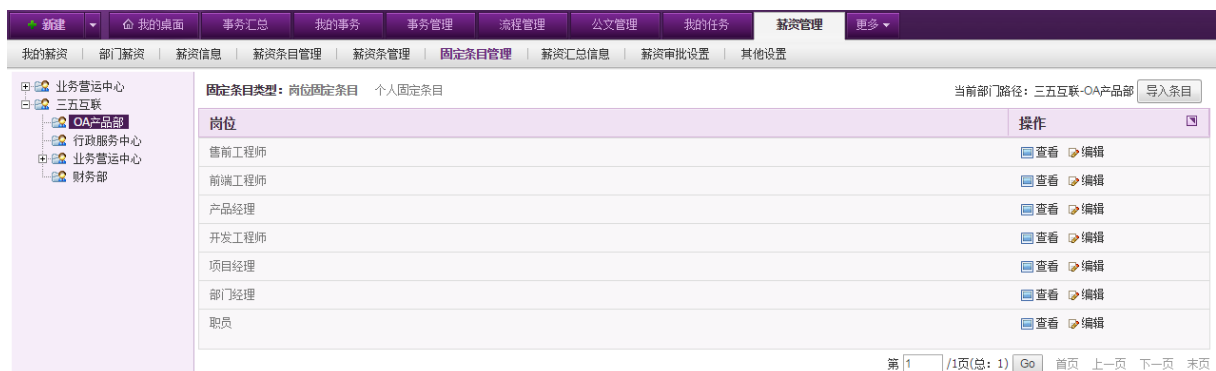 新建 我的桌面 事务汇总 我的事务 事务管理 流程管理 公文管理 我的任务 薪资管理 更多
我的薪资 | 部门薪资 | 薪资信息 | 薪资条目管理 | 薪资条管理 | 固定条目管理 | 薪资汇总信息 | 薪资审批设置 | 其他设置
业务营运中心
三五互联
OA产品部
行政服务中心
业务营运中心
财务部
固定条目类型：岗位固定条目 个人固定条目 当前部门路径：三五互联-OA产品部 导入条目
岗位 操作
售前工程师 查看 编辑
前端工程师 查看 编辑
产品经理 查看 编辑
开发工程师 查看 编辑
项目经理 查看 编辑
部门经理 查看 编辑
职员 查看 编辑
第 1 /1页(总：1) Go 首页 上一页 下一页 末页